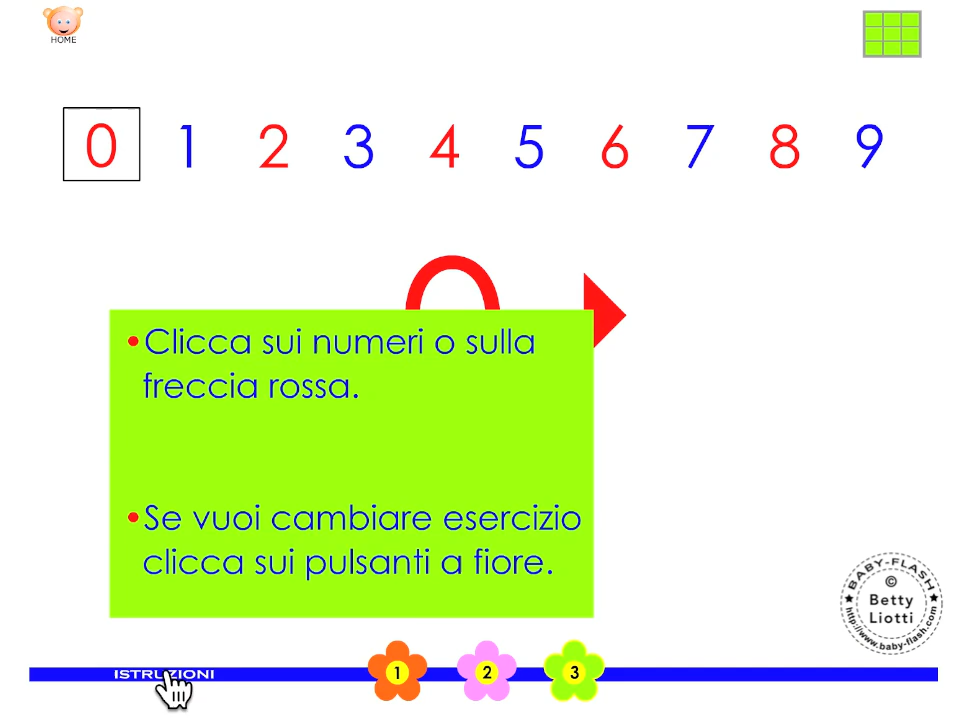 HOME
0 1 2 3 4 5 6 7 8 9
•Clicca sui numeri o sulla
freccia rossa.
•Se vuoi cambiare esercizio
clicca sui pulsanti a fiore.
BABY-FLASH
©
Betty
Liotti
http://www.baby-flash.com
ISTRUZIONI
1 2 3